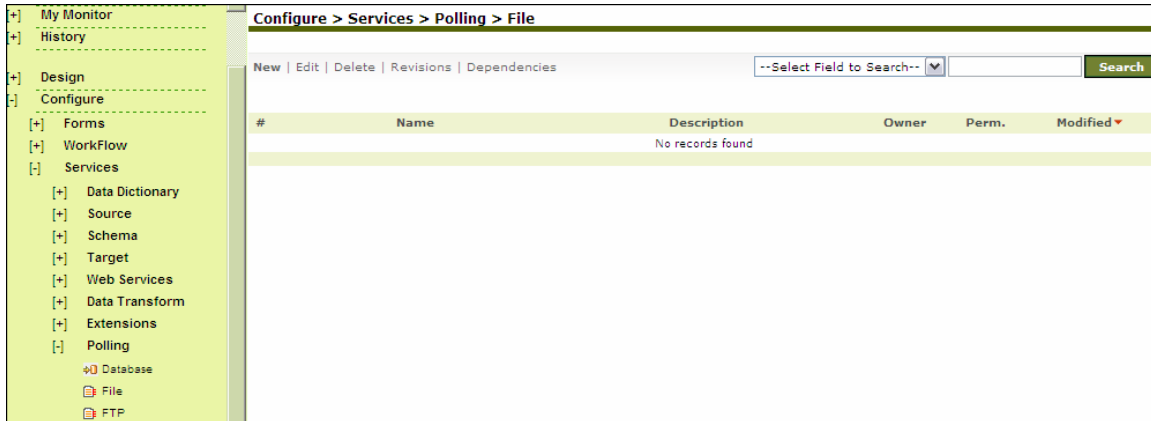 [+] My Monitor
[+] History
[+] Design
[-] Configure
[+] Forms
[+] WorkFlow
[-] Services
[+] Data Dictionary
[+] Source
[+] Schema
[+] Target
[+] Web Services
[+] Data Transform
[+] Extensions
[-] Polling
Database
File
FTP
Configure > Services > Polling > File
New | Edit | Delete | Revisions | Dependencies
--Select Field to Search-- Search
# Name Description Owner Perm. Modified
No records found